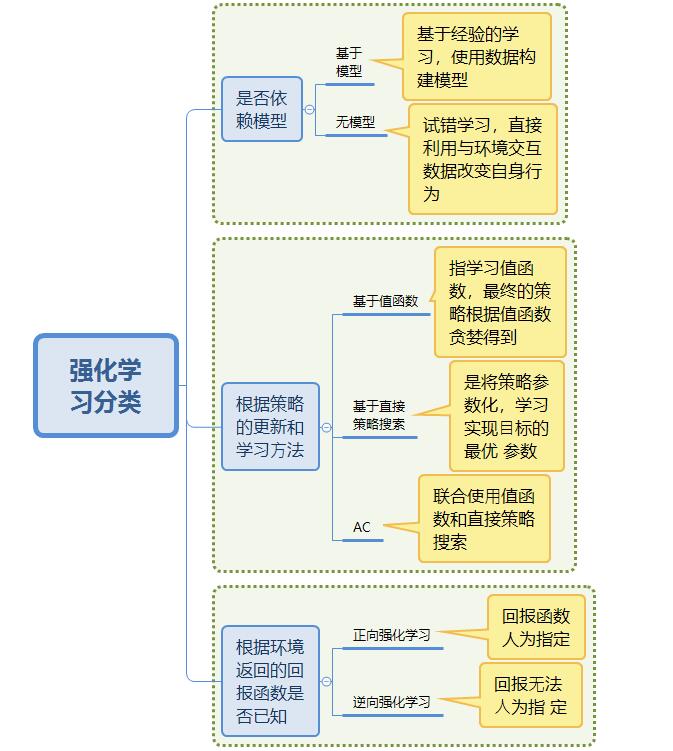 强化学
习分类
是否依
赖模型
基于
模型
基于经验的学
习，使用数据构
建模型
无模型
试错学习，直接
利用与环境交互
数据改变自身行
为
根据策略
的更新和
学习方法
基于值函数
指学习值函
数，最终的策
略根据值函数
贪婪得到
基于直接
策略搜索
是将策略参
数化，学习
实现目标的
最优 参数
AC
联合使用值函
数和直接策略
搜索
根据环境
返回的回
报函数是
否已知
正向强化学习
回报函数
人为指定
逆向强化学习
回报无法
人为指 定